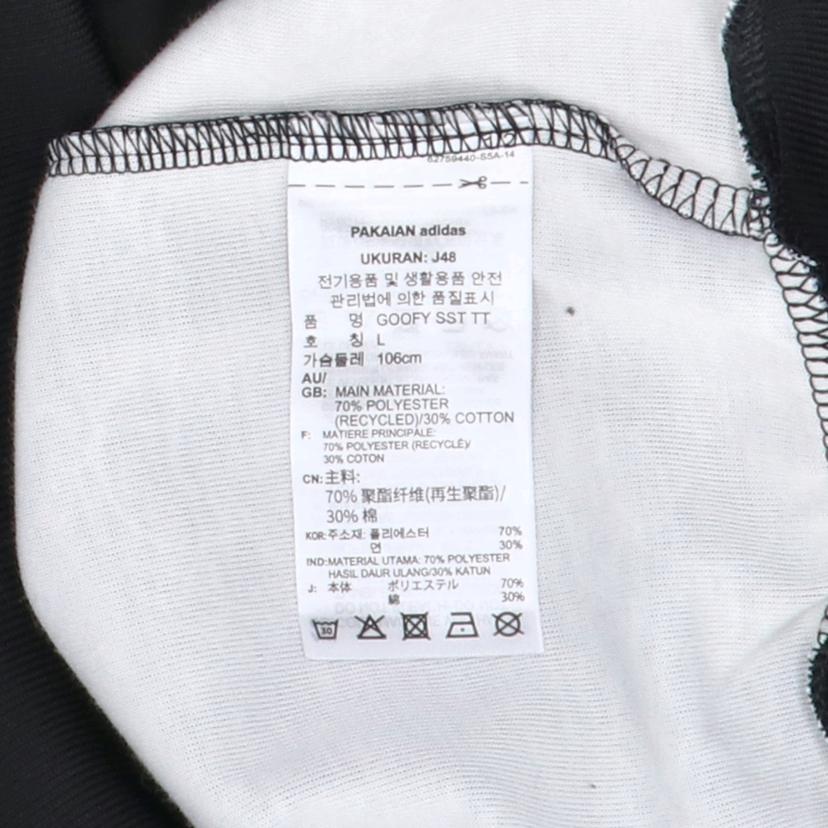 1/2
62759440-S5A-14
PAKAIAN adidas
UKURAN: J48
전기용품 및 생활용품 안전
관리법에 의한 품질표시
품 명 GOOFY SST TT
호 칭 L
가슴둘레 106cm
AU/
GB: MAIN MATERIAL:
70% POLYESTER
(RECYCLED)/30% COTTON
F: MATIERE PRINCIPALE:
70% POLYESTER (RECYCLÉ)/
30% COTON
CN: 主料:
70% 聚酯纤维(再生聚酯)/
30% 棉
KOR: 주소재: 폴리에스터 70%
면 30%
IND: MATERIAL UTAMA: 70% POLYESTER
HASIL DAUR ULANG/30% KATUN
J: 本体 ポリエステル 70%
綿 30%
30